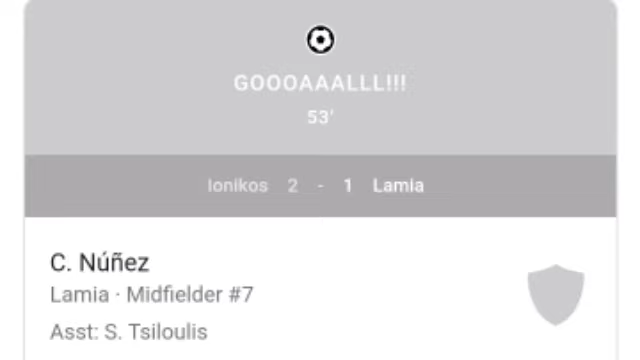 GOOOAAALLL!!!
53'
Ionikos 2 - 1 Lamia
C. Núñez
Lamia · Midfielder #7
Asst: S. Tsiloulis